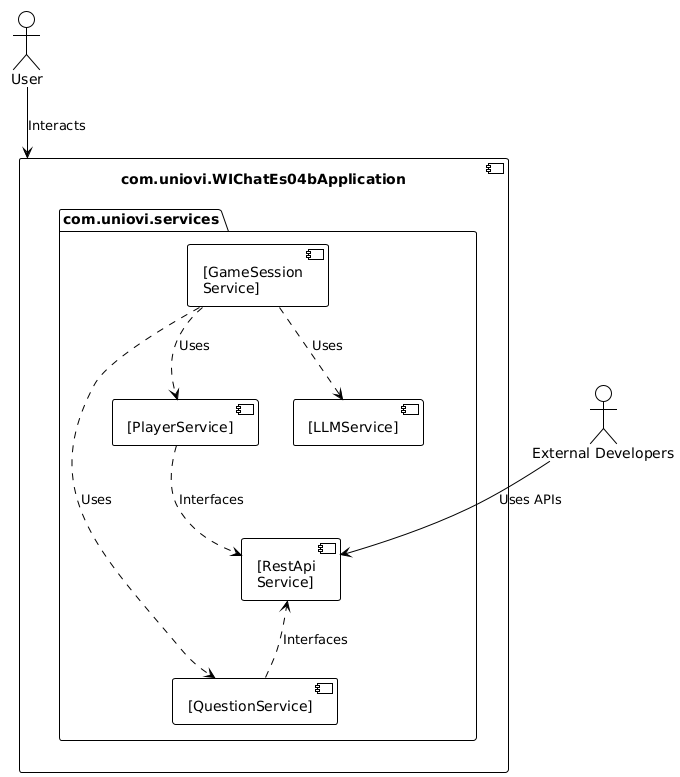 User
Interacts
com.uniovi.WIChatEs04bApplication
com.uniovi.services
[GameSession
Service]
Uses
Uses
[PlayerService]
[LLMService]
External Developers
Uses
Interfaces
Uses APIs
[RestApi
Service]
Interfaces
[QuestionService]